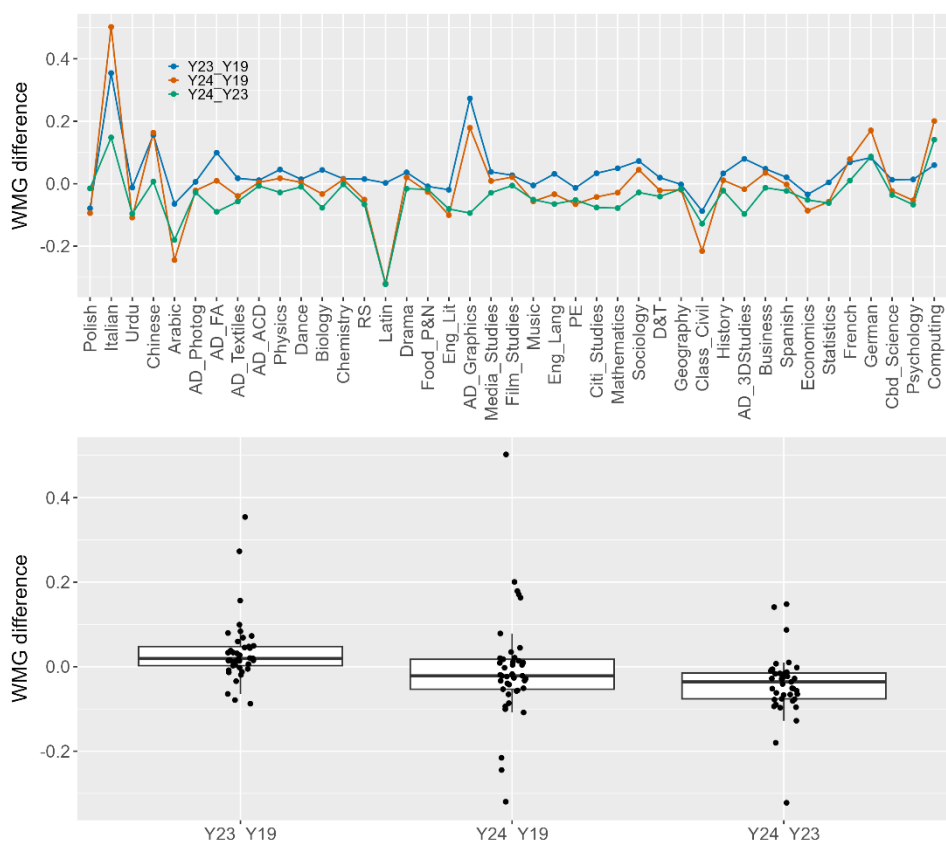 WMG difference
0.4
0.2
0.0
-0.2
Y23_Y19
Y24_Y19
Y24_Y23
Polish
Italian
Urdu
Chinese
Arabic
AD_Photog
AD_FA
AD_Textiles
AD_ACD
Physics
Dance
Biology
Chemistry
RS
Latin
Drama
Food_P&N
Eng_Lit
AD_Graphics
Media_Studies
Film_Studies
Music
Eng_Lang
PE
Citi_Studies
Mathematics
Sociology
D&T
Geography
Class_Civil
History
AD_3DStudies
Business
Spanish
Economics
Statistics
French
German
Cbd_Science
Psychology
Computing
WMG difference
0.4
0.2
0.0
-0.2
Y23_Y19
Y24_Y19
Y24_Y23